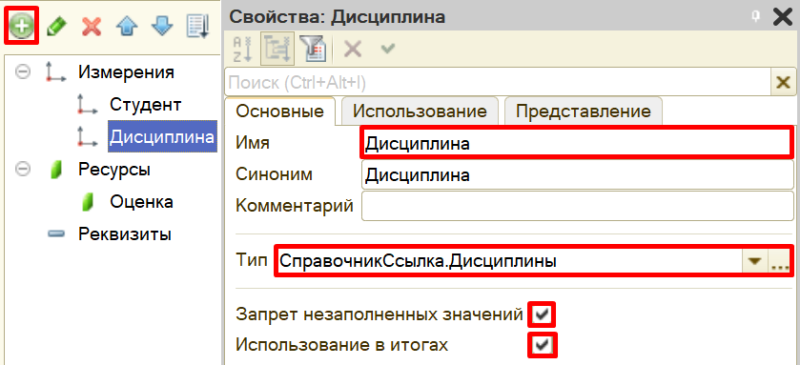 Измерения
Студент
Дисциплина
Ресурсы
Оценка
Реквизиты
Свойства: Дисциплина
Поиск (Ctrl+Alt+I)
Основные Использование Представление
Имя Дисциплина
Синоним Дисциплина
Комментарий
Тип СправочникСсылка.Дисциплины ...
Запрет незаполненных значений
Использование в итогах